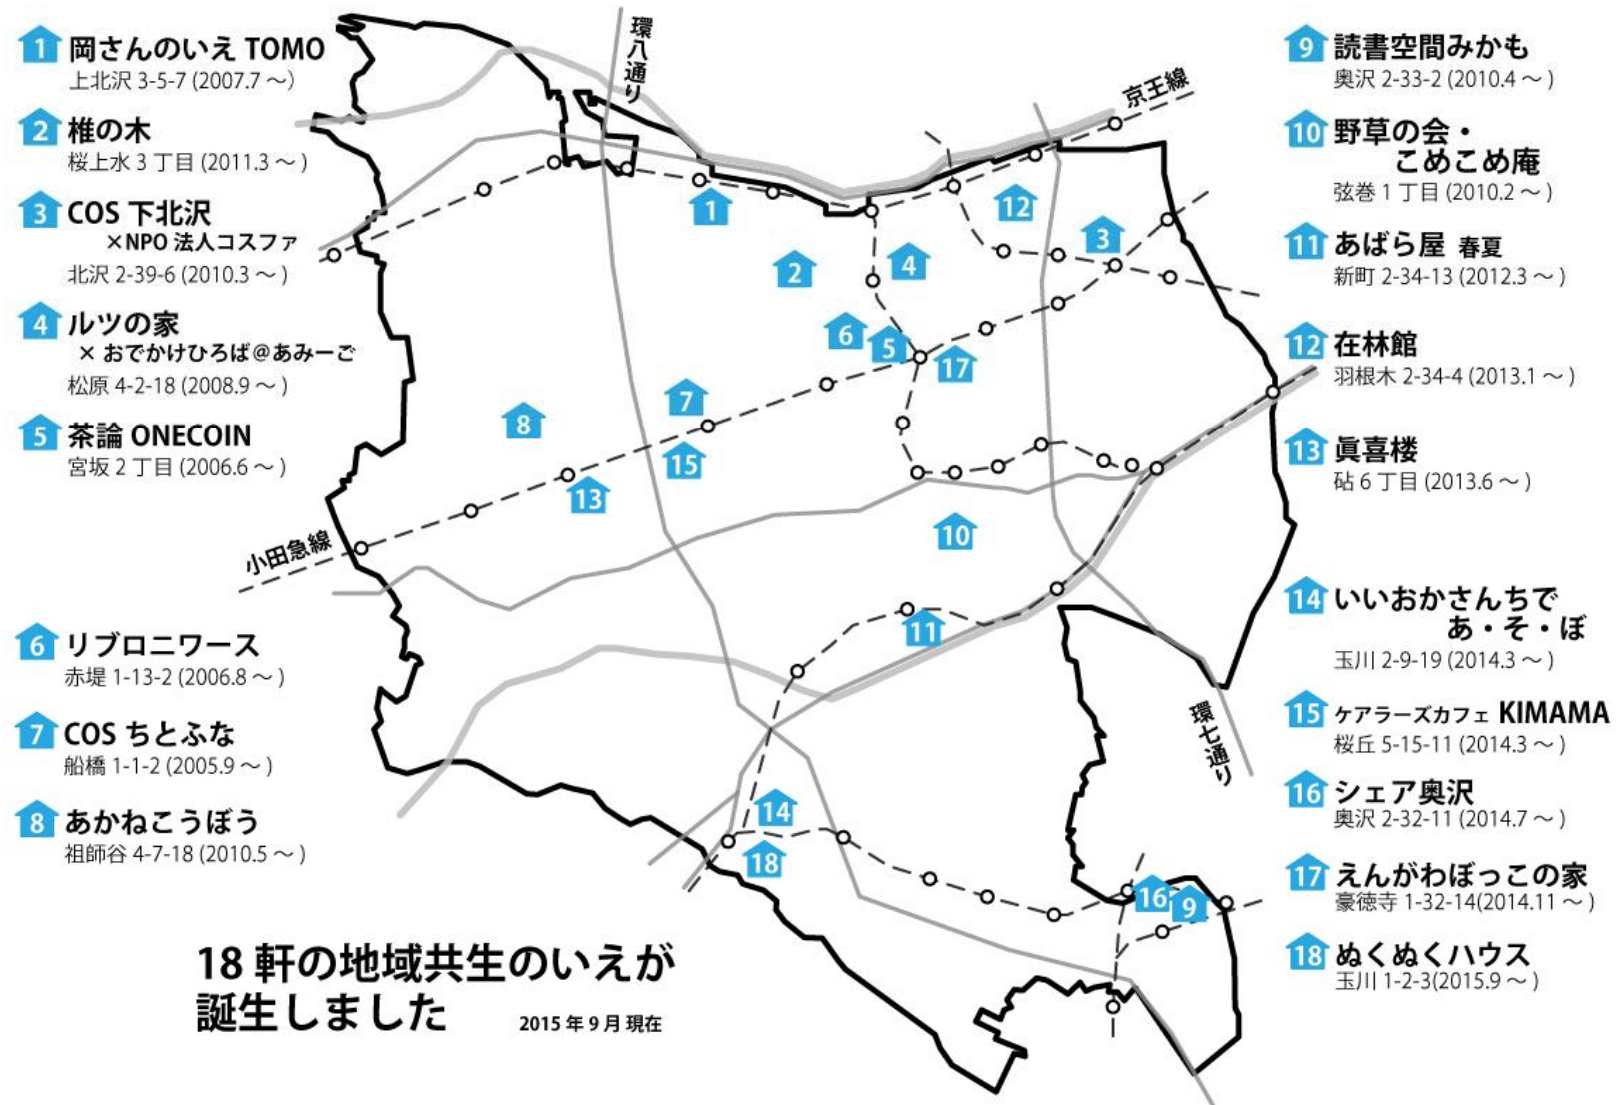 1 岡さんのいえ TOMO
上北沢 3-5-7 (2007.7 ～)
2 椎の木
桜上水 3 丁目 (2011.3 ～ )
3 COS 下北沢
×NPO 法人コスファ
北沢 2-39-6 (2010.3 ～ )
4 ルツの家
× おでかけひろば＠あみーご
松原 4-2-18 (2008.9 ～ )
5 茶論 ONECOIN
宮坂 2 丁目 (2006.6 ～ )
6 リブロニワース
赤堤 1-13-2 (2006.8 ～ )
7 COS ちとふな
船橋 1-1-2 (2005.9 ～ )
8 あかねこうぼう
祖師谷 4-7-18 (2010.5 ～ )
環八通り
京王線
1
12
3
2
4
6
5
17
7
8
15
13
小田急線
10
11
環七通り
14
18
16
9
18 軒の地域共生のいえが
誕生しました
2015 年 9 月 現在
9 読書空間みかも
奥沢 2-33-2 (2010.4 ～ )
10 野草の会・
こめこめ庵
弦巻 1 丁目 (2010.2 ～ )
11 あばら屋 春夏
新町 2-34-13 (2012.3 ～ )
12 在林館
羽根木 2-34-4 (2013.1 ～ )
13 眞喜楼
砧 6 丁目 (2013.6 ～ )
14 いいおかさんちで
あ・そ・ぼ
玉川 2-9-19 (2014.3 ～ )
15 ケアラーズカフェ KIMAMA
桜丘 5-15-11 (2014.3 ～ )
16 シェア奥沢
奥沢 2-32-11 (2014.7 ～ )
17 えんがわぼっこの家
豪徳寺 1-32-14(2014.11 ～ )
18 ぬくぬくハウス
玉川 1-2-3(2015.9 ～ )